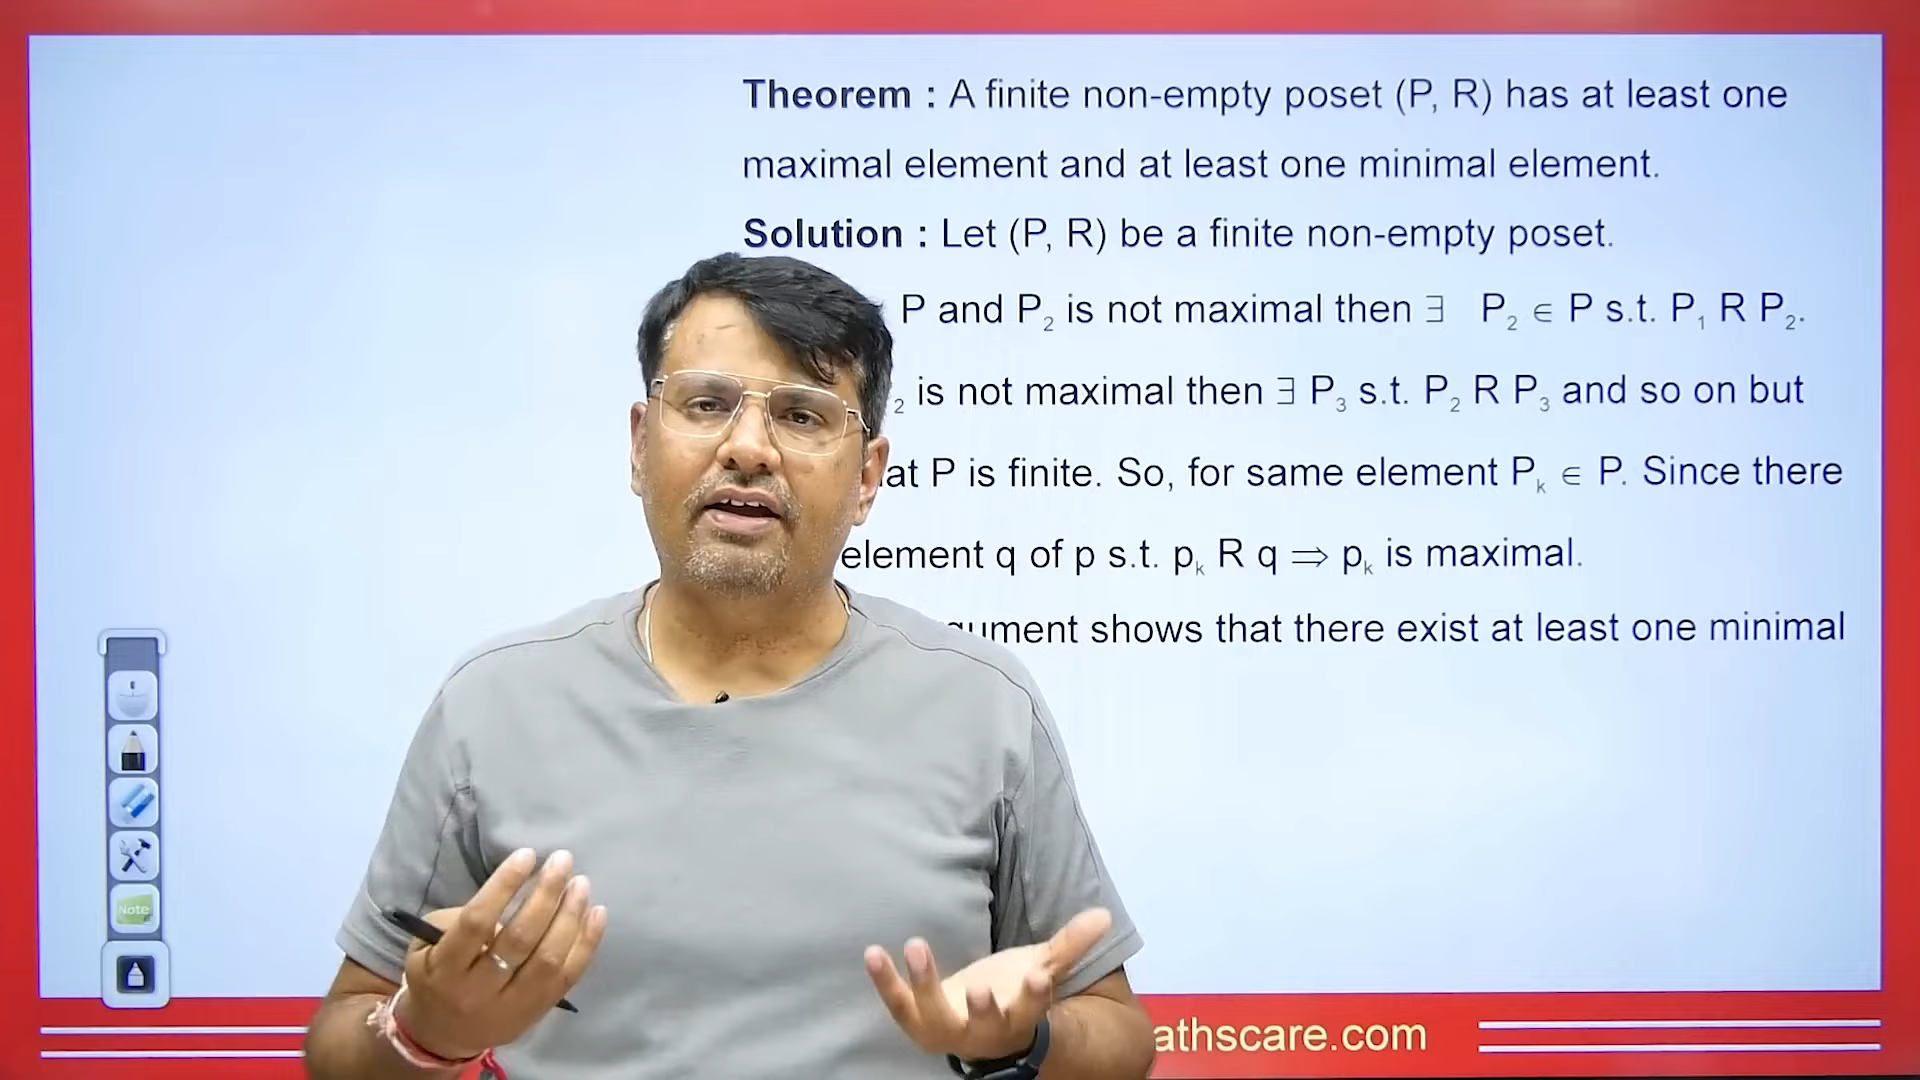 Theorem : A finite non-empty poset (P, R) has at least one
maximal element and at least one minimal element.
Solution : Let (P, R) be a finite non-empty poset.
P and P₂ is not maximal then ∃ P₂ ∈ P s.t. P₁ R P₂.
₂ is not maximal then ∃ P₃ s.t. P₂ R P₃ and so on but
at P is finite. So, for same element Pₖ ∈ P. Since there
element q of p s.t. pₖ R q ⟹ pₖ is maximal.
gument shows that there exist at least one minimal
Note
athscare.com